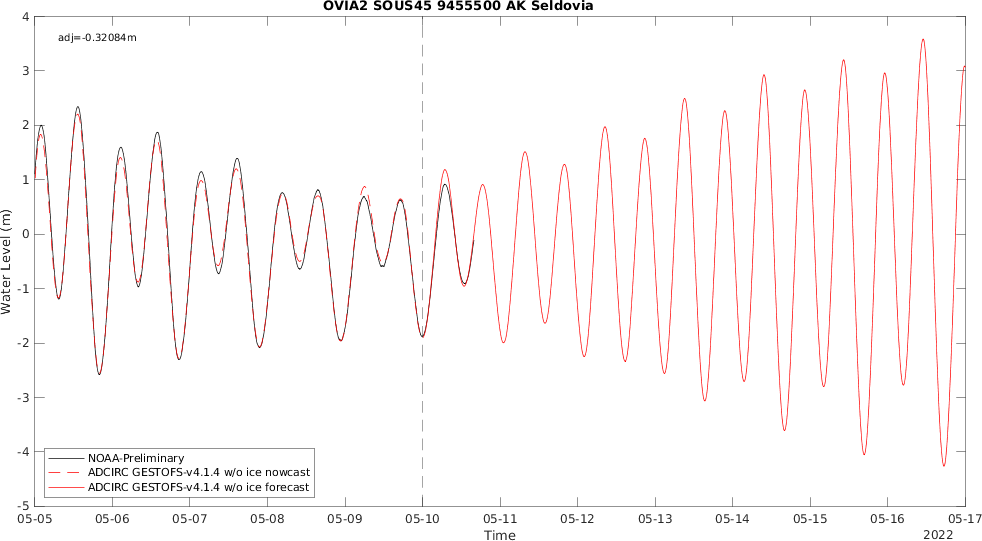 OVIA2 SOUS45 9455500 AK Seldovia
adj=-0.32084m
4
3
2
1
0
-1
-2
-3
-4
-5
Water Level (m)
NOAA-Preliminary
ADCIRC GESTOFS-v4.1.4 w/o ice nowcast
ADCIRC GESTOFS-v4.1.4 w/o ice forecast
05-05 05-06 05-07 05-08 05-09 05-10 05-11 05-12 05-13 05-14 05-15 05-16 05-17
Time
2022